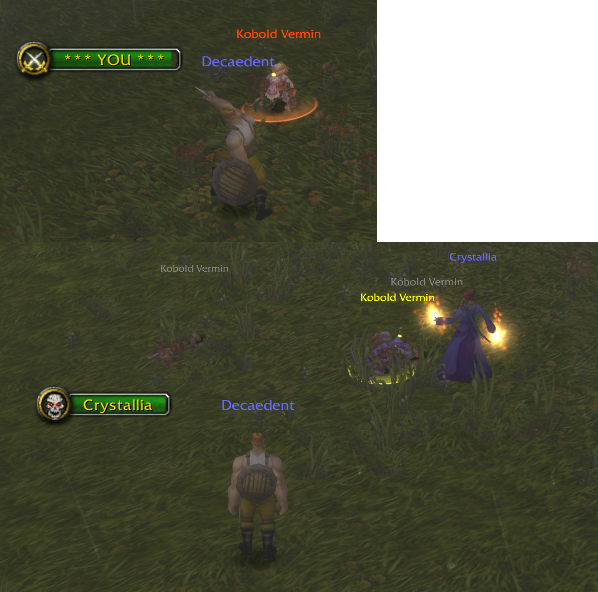 Kobold Vermin
*** YOU ***
Decaedent
Crystallia
Kobold Vermin
Kobold Vermin
Kobold Vermin
Crystallia
Decaedent